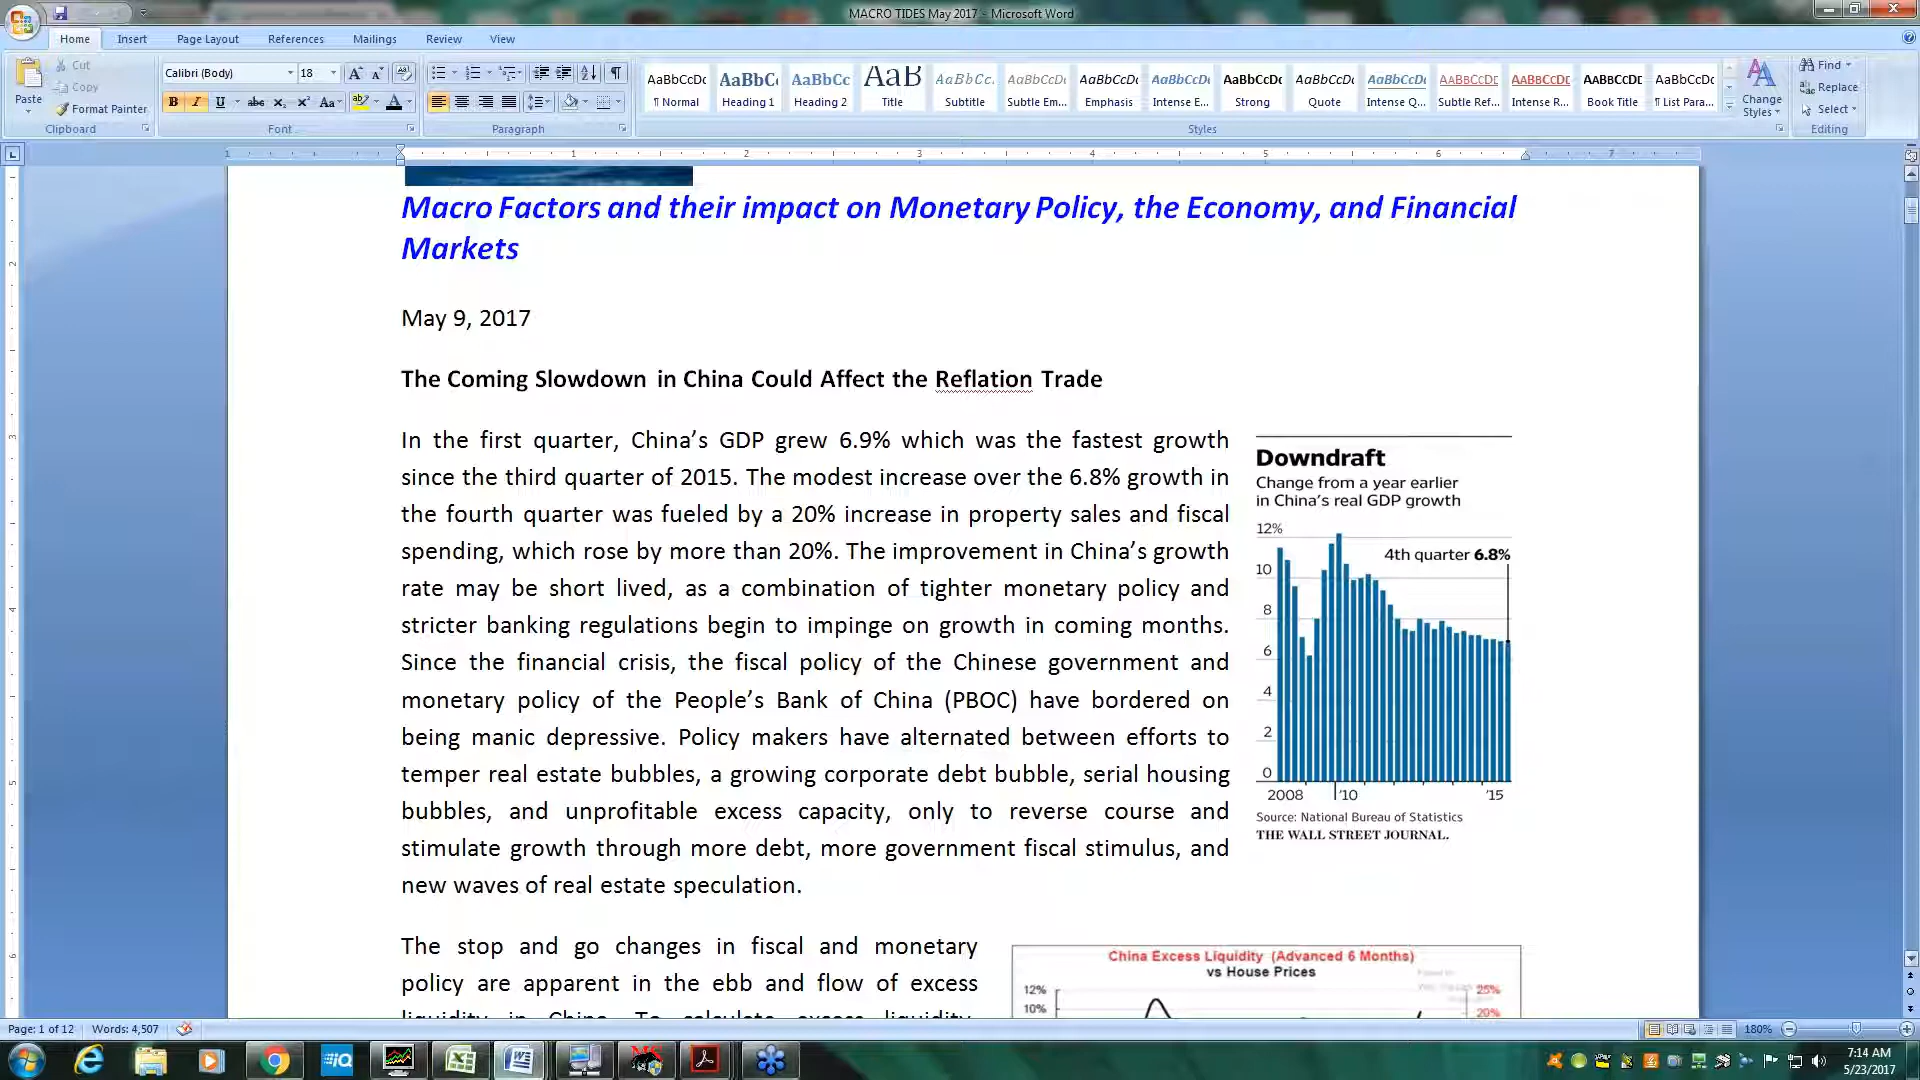 MACRO TIDES May 2017 - Microsoft Word
Home Insert Page Layout References Mailings Review View
Paste
Cut
Copy
Format Painter
Clipboard
Calibri (Body) 18
Font
Paragraph
AaBbCcDc AaBbC AaBbCc AaB AaBbCc. AaBbCcDc AaBbCcDc AaBbCcDc AaBbCcDc AaBbCcDc AaBbCcDc AABBCCDE AABBCCDE AABBCCDE AaBbCcDc
¶ Normal Heading 1 Heading 2 Title Subtitle Subtle Em... Emphasis Intense E... Strong Quote Intense Q... Subtle Ref... Intense R... Book Title ¶ List Para...
Styles
Change
Styles
Find
Replace
Select
Editing
1 1 2 3 4 5 6 7
Macro Factors and their impact on Monetary Policy, the Economy, and Financial
Markets
May 9, 2017
The Coming Slowdown in China Could Affect the Reflation Trade
In the first quarter, China’s GDP grew 6.9% which was the fastest growth
since the third quarter of 2015. The modest increase over the 6.8% growth in
the fourth quarter was fueled by a 20% increase in property sales and fiscal
spending, which rose by more than 20%. The improvement in China’s growth
rate may be short lived, as a combination of tighter monetary policy and
stricter banking regulations begin to impinge on growth in coming months.
Since the financial crisis, the fiscal policy of the Chinese government and
monetary policy of the People’s Bank of China (PBOC) have bordered on
being manic depressive. Policy makers have alternated between efforts to
temper real estate bubbles, a growing corporate debt bubble, serial housing
bubbles, and unprofitable excess capacity, only to reverse course and
stimulate growth through more debt, more government fiscal stimulus, and
new waves of real estate speculation.
Downdraft
Change from a year earlier
in China’s real GDP growth
12%
4th quarter 6.8%
10
8
6
4
2
0
2008 ’10 ’15
Source: National Bureau of Statistics
THE WALL STREET JOURNAL.
The stop and go changes in fiscal and monetary
policy are apparent in the ebb and flow of excess
liquidity in China. To calculate excess liquidity,
China Excess Liquidity (Advanced 6 Months)
vs House Prices
12% 25%
10% 20%
Page: 1 of 12 Words: 4,507
180%
7:14 AM
5/23/2017